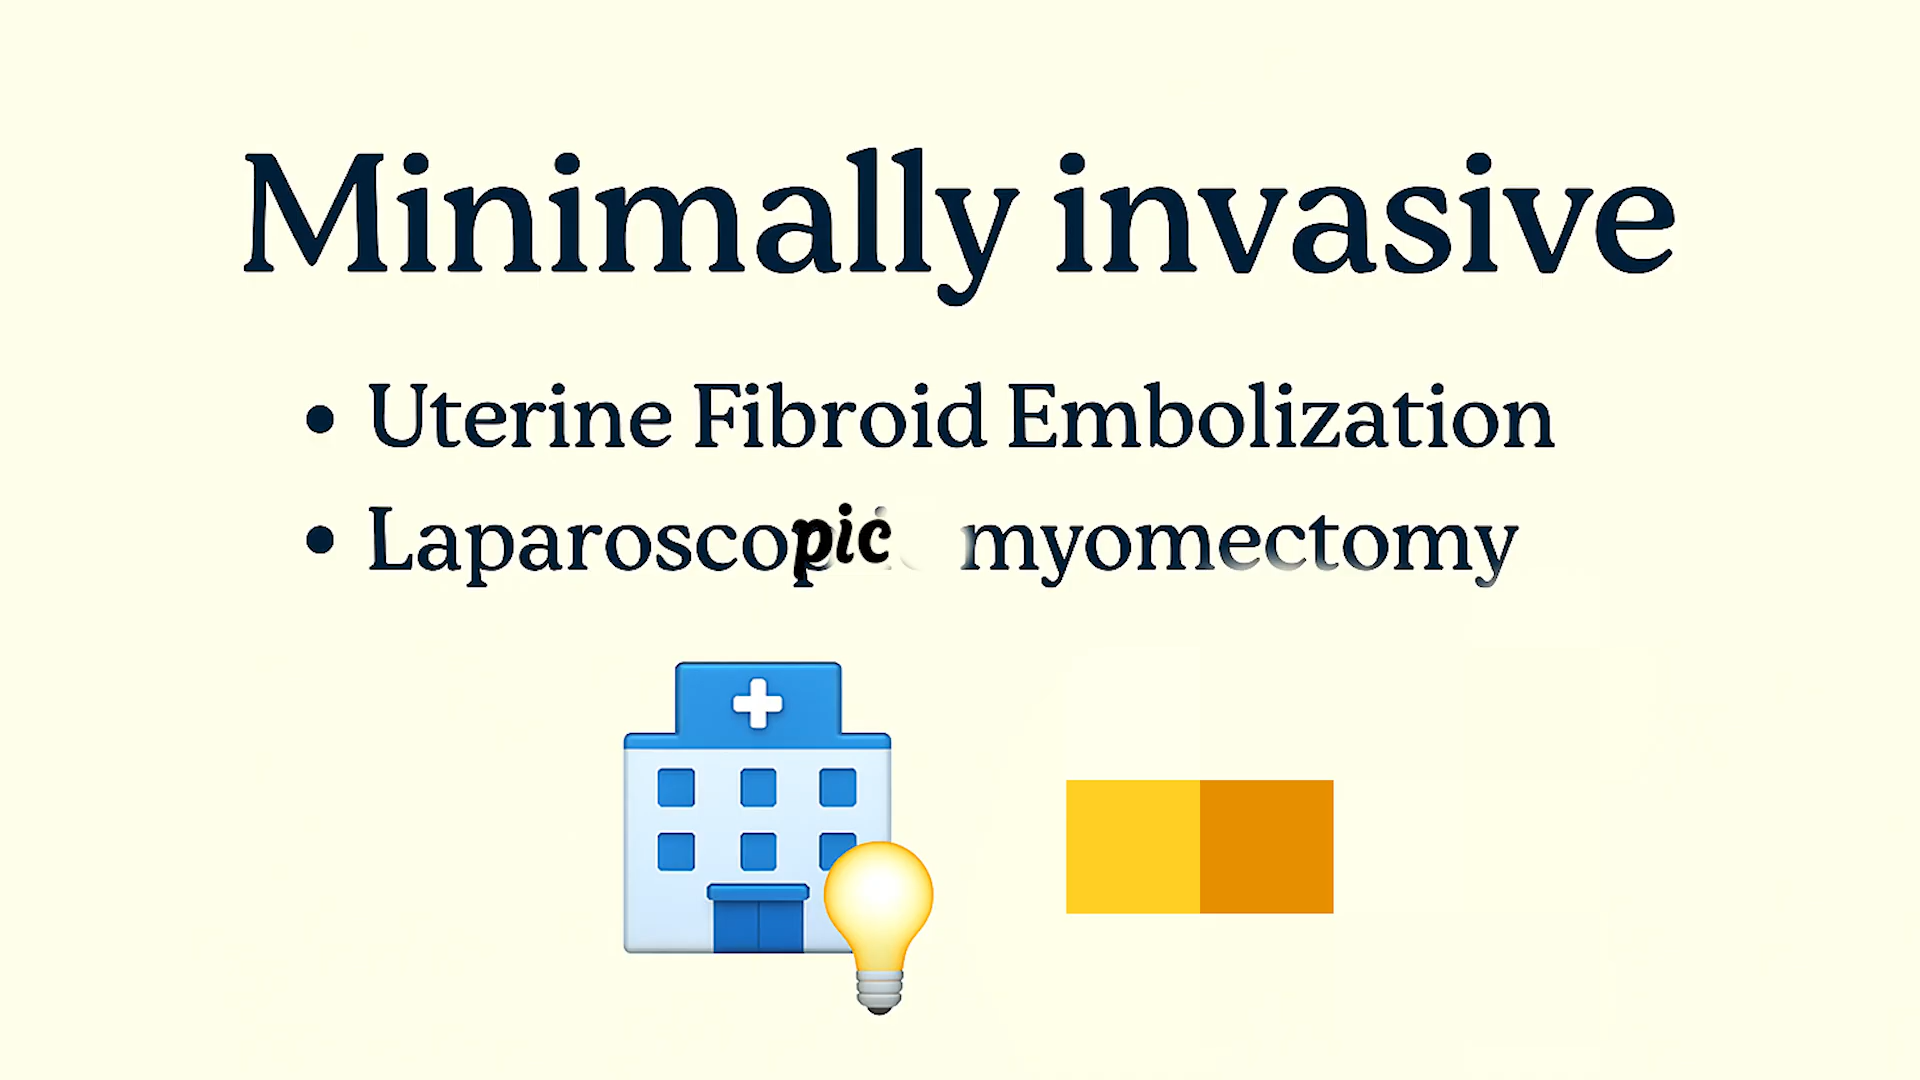 Minimally invasive
• Uterine Fibroid Embolization
• Laparoscopic myomectomy